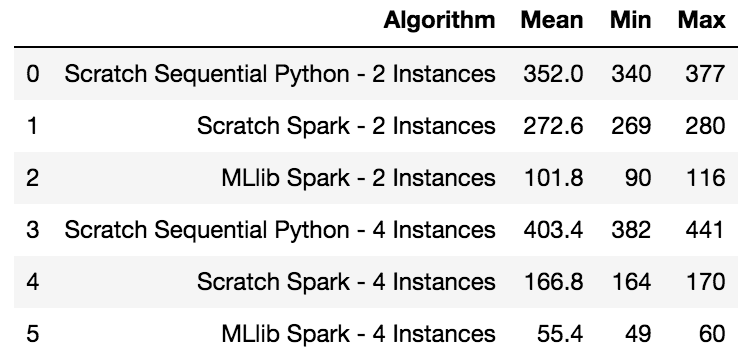 Algorithm Mean Min Max
0 Scratch Sequential Python - 2 Instances 352.0 340 377
1 Scratch Spark - 2 Instances 272.6 269 280
2 MLlib Spark - 2 Instances 101.8 90 116
3 Scratch Sequential Python - 4 Instances 403.4 382 441
4 Scratch Spark - 4 Instances 166.8 164 170
5 MLlib Spark - 4 Instances 55.4 49 60